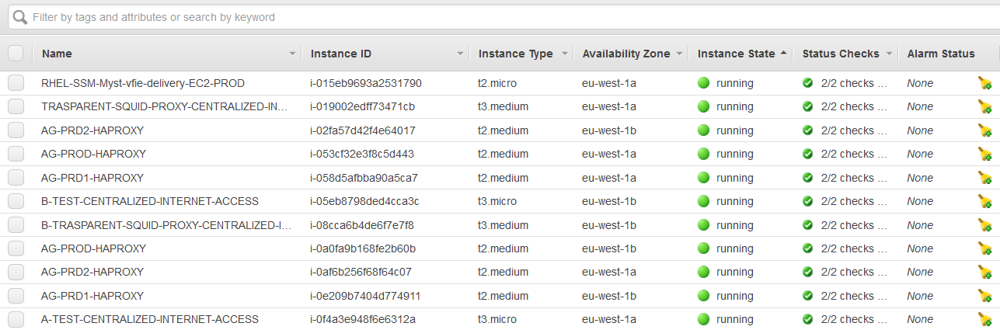 Filter by tags and attributes or search by keyword
Name Instance ID Instance Type Availability Zone Instance State Status Checks Alarm Status
RHEL-SSM-Myst-vfie-delivery-EC2-PROD i-015eb9693a2531790 t2.micro eu-west-1a running 2/2 checks ... None
TRASPARENT-SQUID-PROXY-CENTRALIZED-IN... i-019002edff73471cb t3.medium eu-west-1a running 2/2 checks ... None
AG-PRD2-HAPROXY i-02fa57d42f4e64017 t2.medium eu-west-1b running 2/2 checks ... None
AG-PROD-HAPROXY i-053cf32e3f8c5d443 t2.medium eu-west-1a running 2/2 checks ... None
AG-PRD1-HAPROXY i-058d5afbba90a5ca7 t2.medium eu-west-1a running 2/2 checks ... None
B-TEST-CENTRALIZED-INTERNET-ACCESS i-05eb8798ded4cca3c t3.micro eu-west-1b running 2/2 checks ... None
B-TRASPARENT-SQUID-PROXY-CENTRALIZED-I... i-08cca6b4de6f7e7f8 t3.medium eu-west-1b running 2/2 checks ... None
AG-PROD-HAPROXY i-0a0fa9b168fe2b60b t2.medium eu-west-1b running 2/2 checks ... None
AG-PRD2-HAPROXY i-0af6b256f68f64c07 t2.medium eu-west-1a running 2/2 checks ... None
AG-PRD1-HAPROXY i-0e209b7404d774911 t2.medium eu-west-1b running 2/2 checks ... None
A-TEST-CENTRALIZED-INTERNET-ACCESS i-0f4a3e948f6e6312a t3.micro eu-west-1a running 2/2 checks ... None